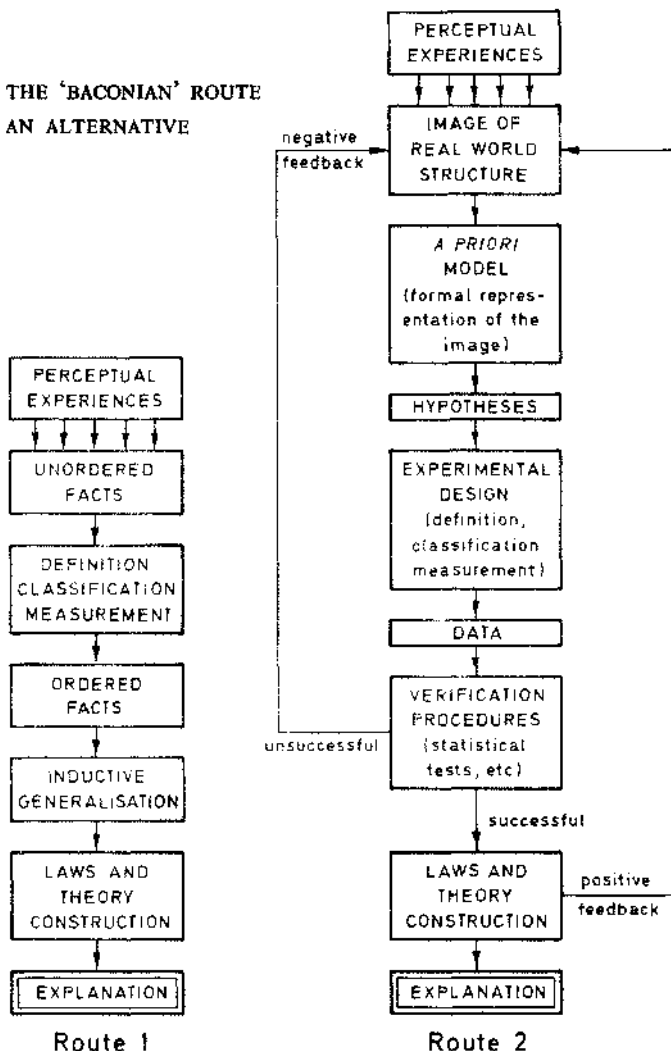 THE ‘BACONIAN’ ROUTE
AN ALTERNATIVE
PERCEPTUAL
EXPERIENCES
UNORDERED
FACTS
DEFINITION
CLASSIFICATION
MEASUREMENT
ORDERED
FACTS
INDUCTIVE
GENERALISATION
LAWS AND
THEORY
CONSTRUCTION
EXPLANATION
Route 1
PERCEPTUAL
EXPERIENCES
IMAGE OF
REAL WORLD
STRUCTURE
negative
feedback
A PRIORI
MODEL
(formal repres-
entation of the
image)
HYPOTHESES
EXPERIMENTAL
DESIGN
(definition,
classification
measurement)
DATA
VERIFICATION
PROCEDURES
(statistical
tests, etc)
unsuccessful
successful
LAWS AND
THEORY
CONSTRUCTION
positive
feedback
EXPLANATION
Route 2